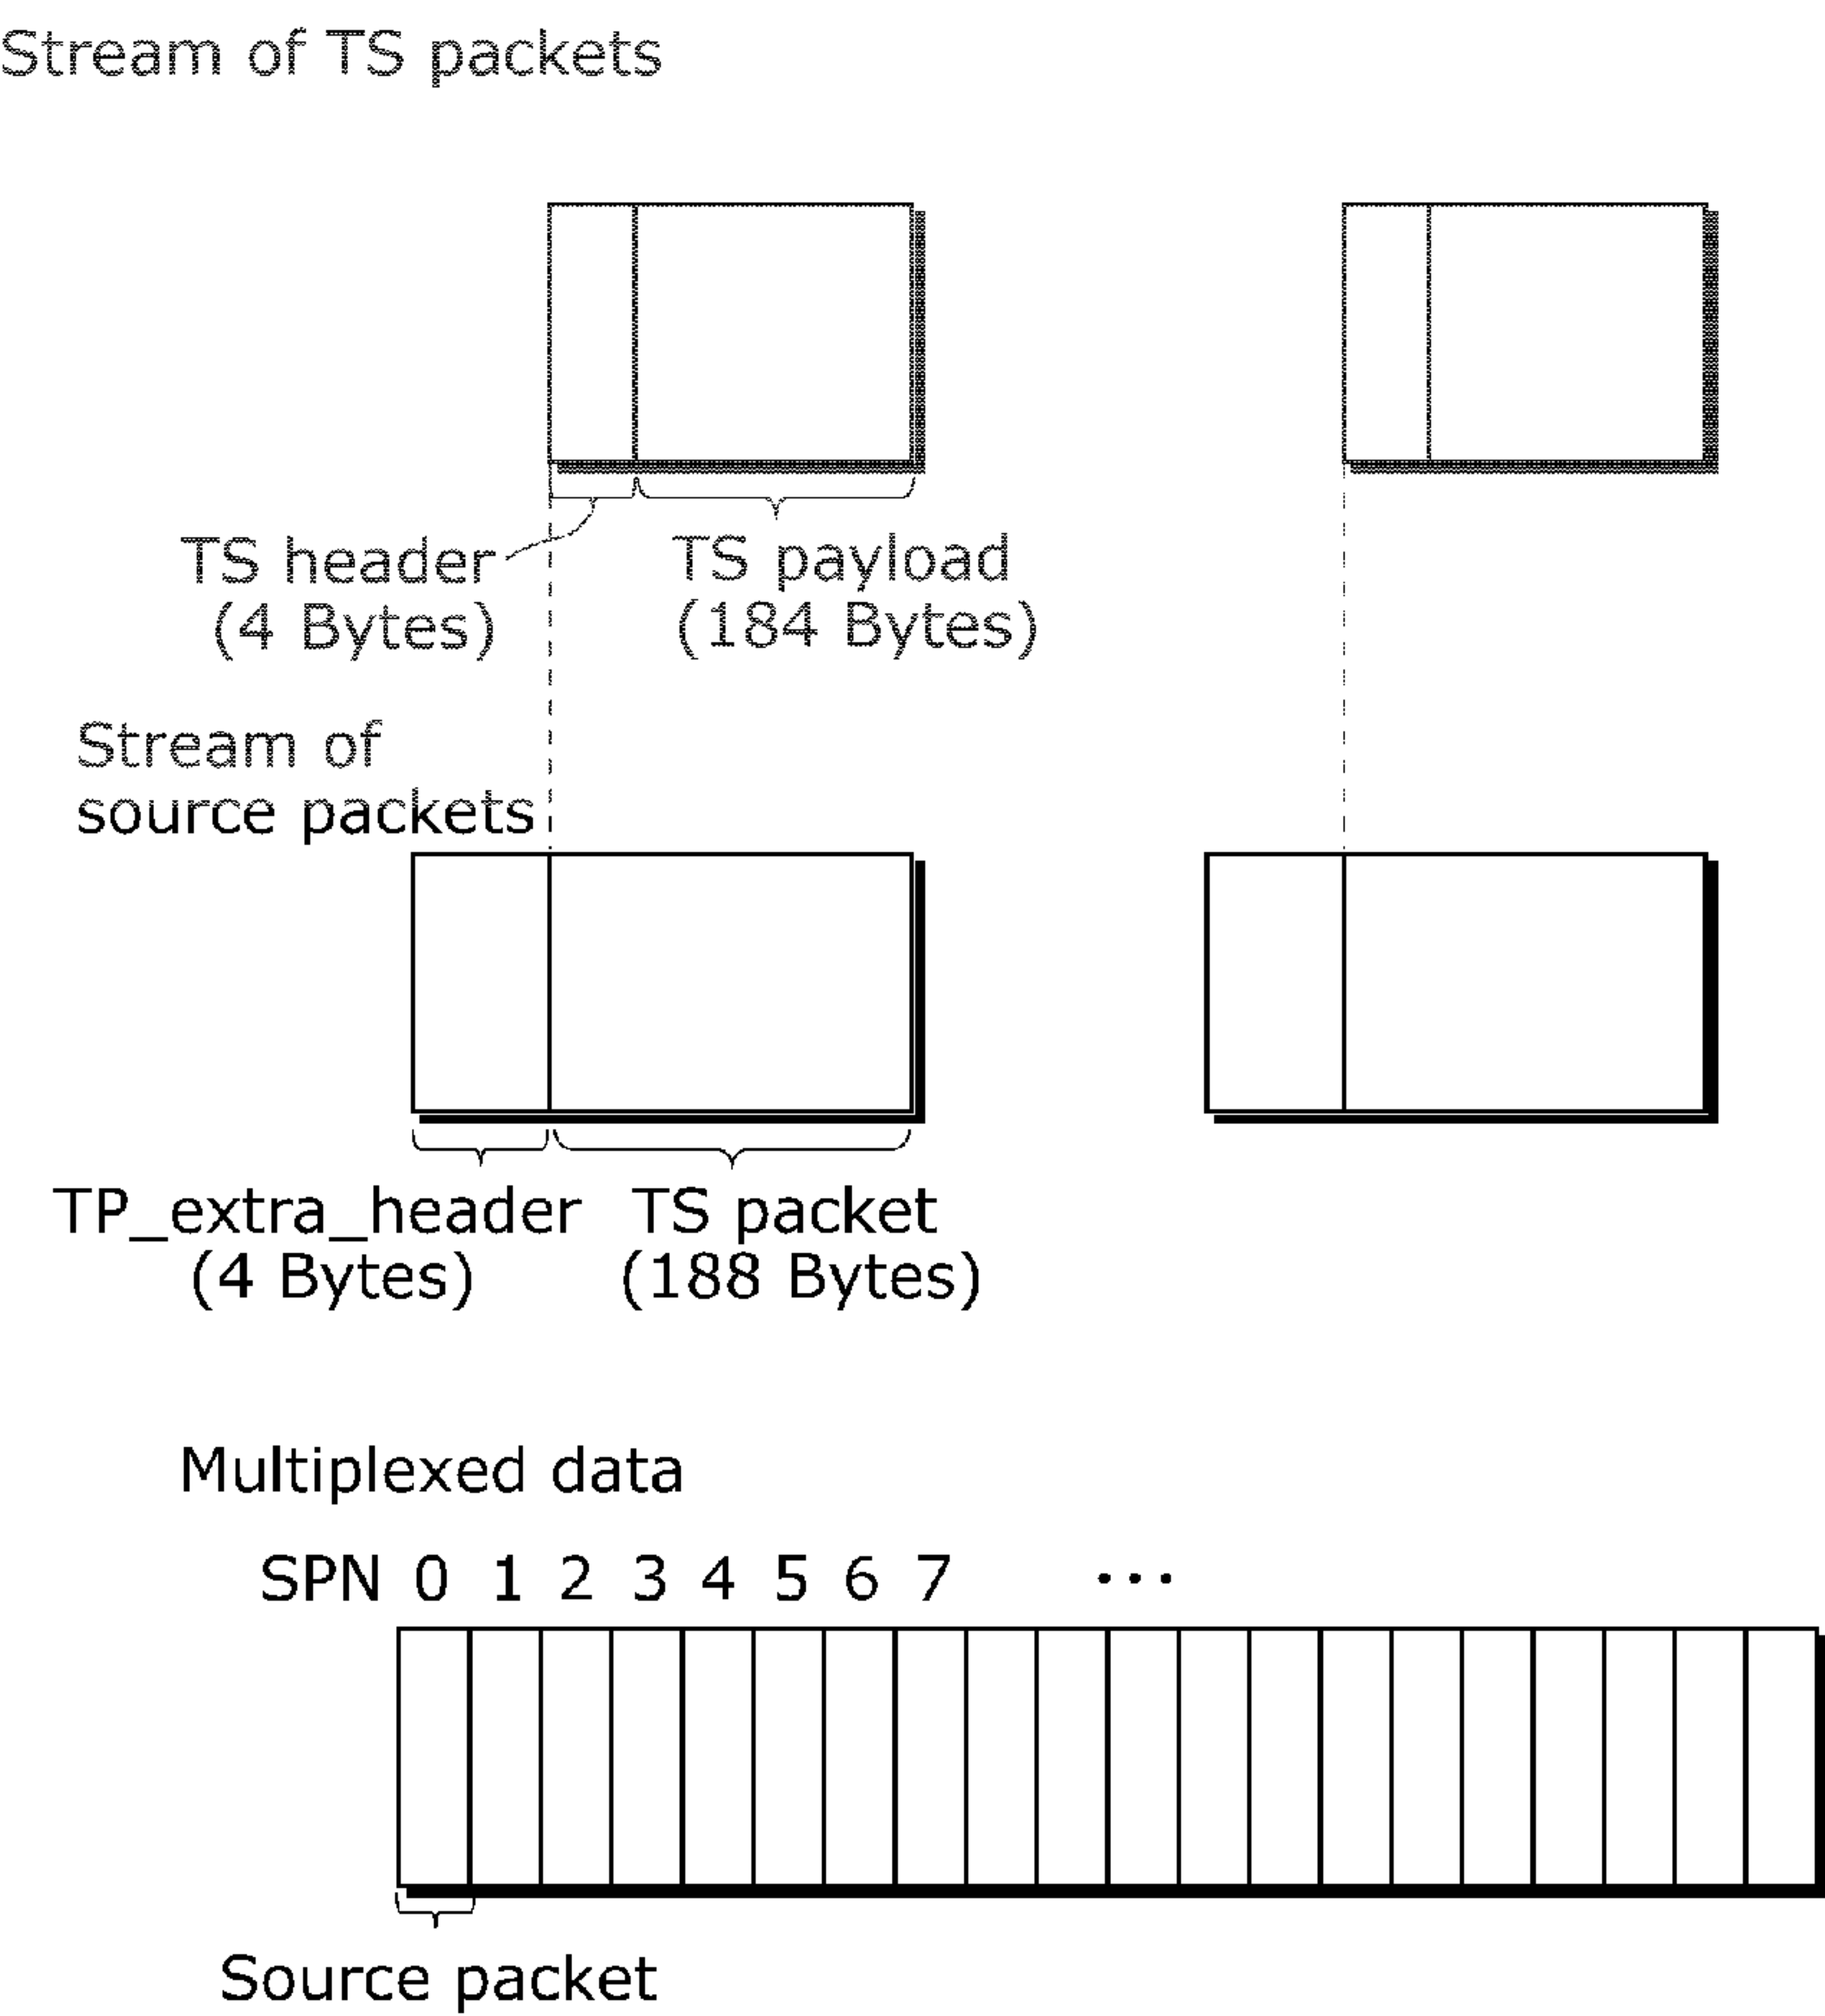 Stream of TS packets
TS header
(4 Bytes)
TS payload
(184 Bytes)
Stream of
source packets
TP_extra_header
(4 Bytes)
TS packet
(188 Bytes)
Multiplexed data
SPN 0 1 2 3 4 5 6 7 ...
Source packet